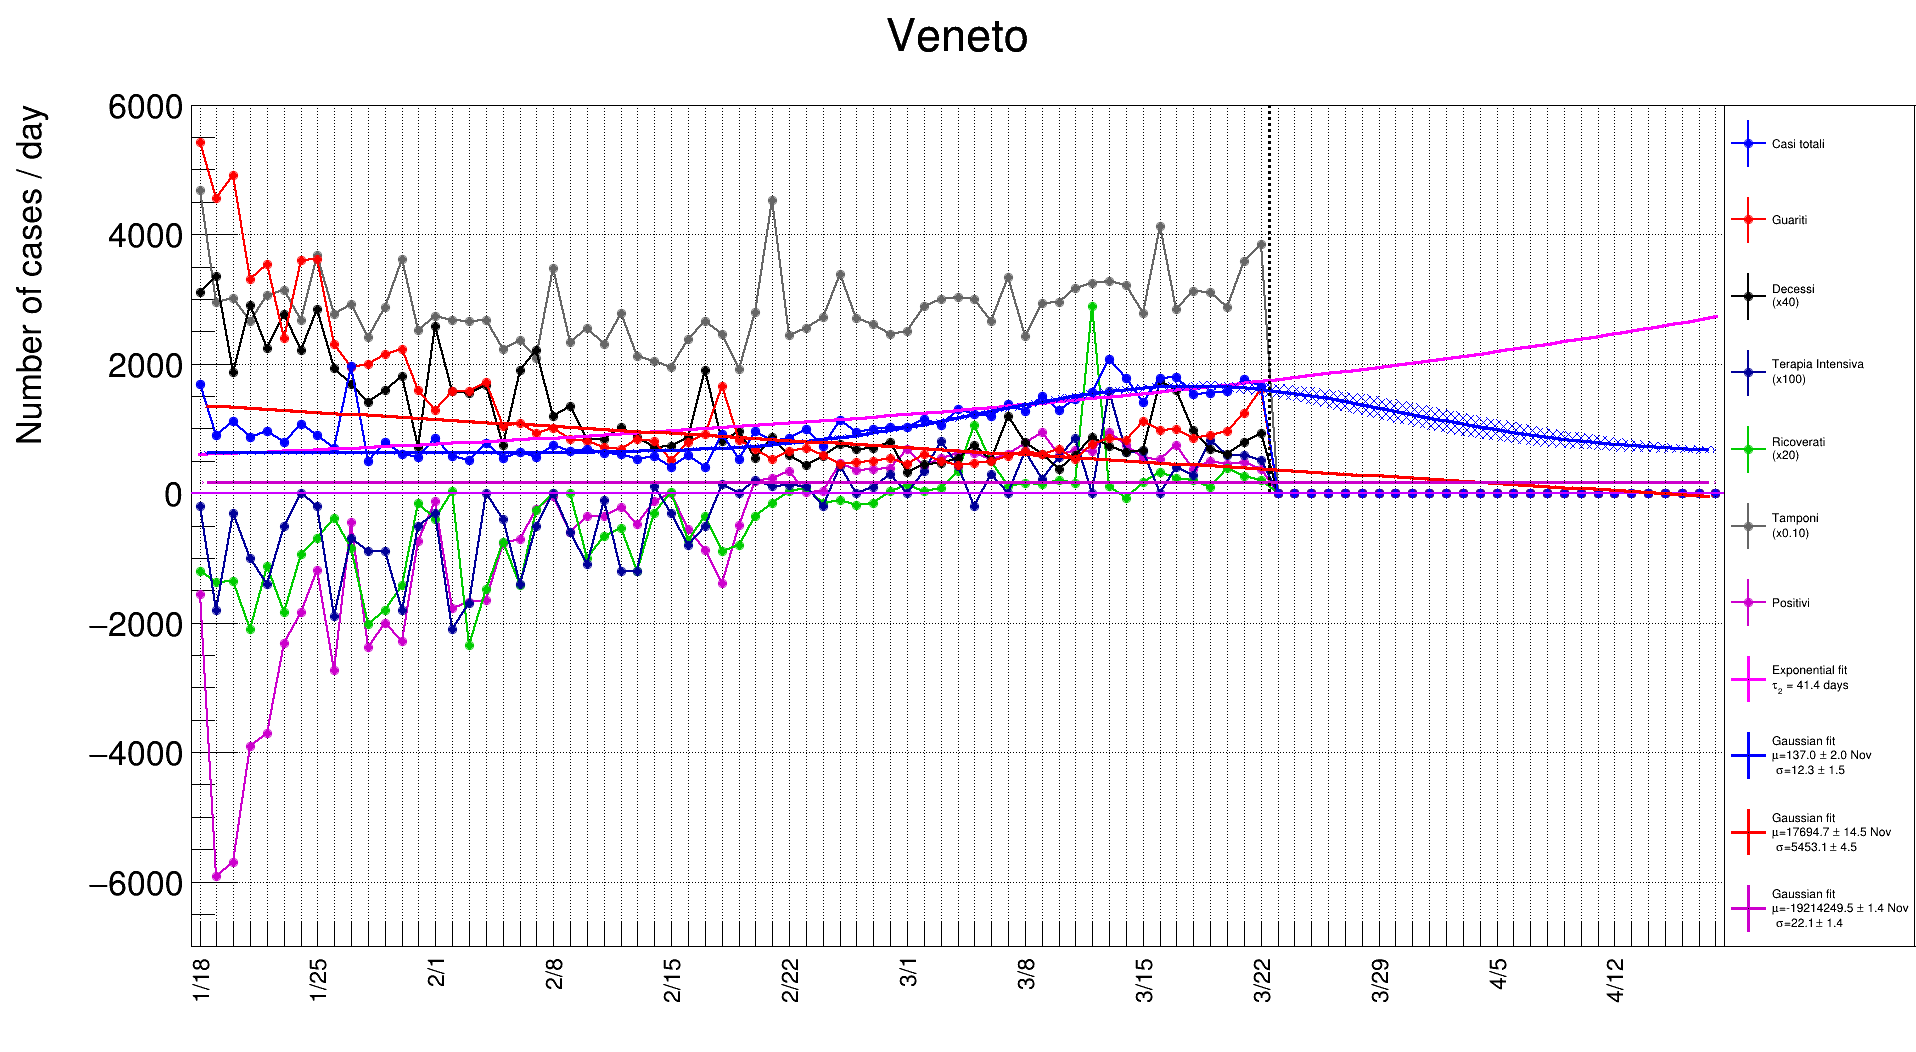 Veneto
Number of cases / day
6000
4000
2000
0
−2000
−4000
−6000
1/18
1/25
2/1
2/8
2/15
2/22
3/1
3/8
3/15
3/22
3/29
4/5
4/12
Casi totali
Guariti
Decessi
(x40)
Terapia Intensiva
(x100)
Ricoverati
(x20)
Tamponi
(x0.10)
Positivi
Exponential fit
τ2 = 41.4 days
Gaussian fit
μ=137.0 ± 2.0 Nov
σ=12.3 ± 1.5
Gaussian fit
μ=17694.7 ± 14.5 Nov
σ=5453.1 ± 4.5
Gaussian fit
μ=-19214249.5 ± 1.4 Nov
σ=22.1 ± 1.4